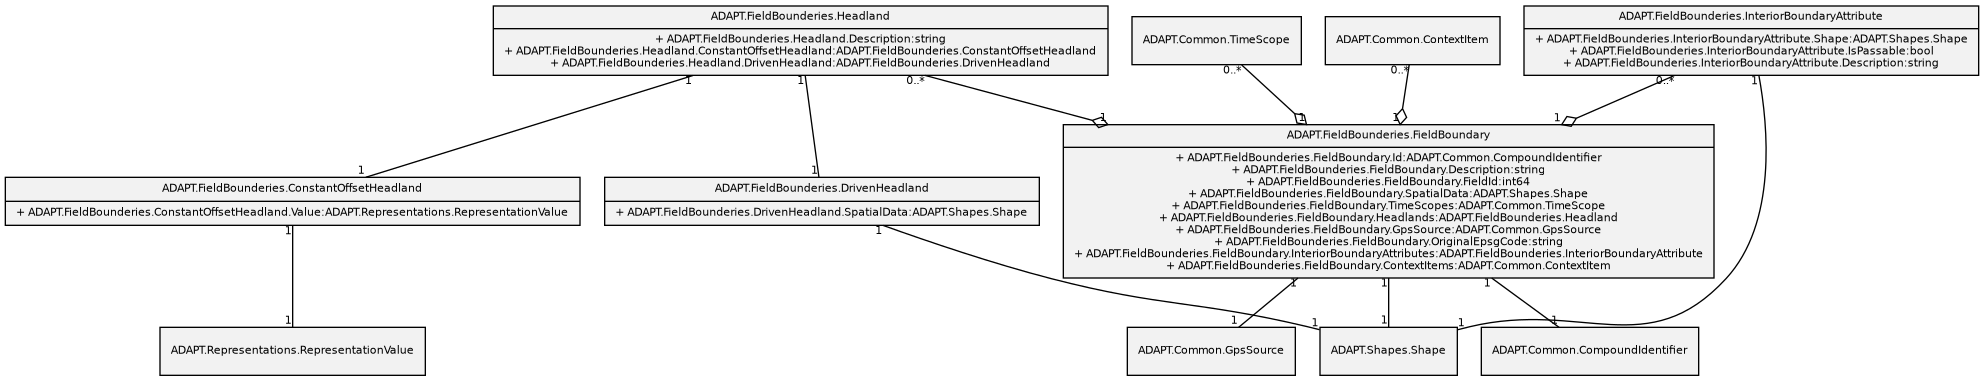 ADAPT.FieldBounderies.Headland
+ ADAPT.FieldBounderies.Headland.Description:string
+ ADAPT.FieldBounderies.Headland.ConstantOffsetHeadland:ADAPT.FieldBounderies.ConstantOffsetHeadland
+ ADAPT.FieldBounderies.Headland.DrivenHeadland:ADAPT.FieldBounderies.DrivenHeadland
ADAPT.Common.TimeScope
ADAPT.Common.ContextItem
ADAPT.FieldBounderies.InteriorBoundaryAttribute
+ ADAPT.FieldBounderies.InteriorBoundaryAttribute.Shape:ADAPT.Shapes.Shape
+ ADAPT.FieldBounderies.InteriorBoundaryAttribute.IsPassable:bool
+ ADAPT.FieldBounderies.InteriorBoundaryAttribute.Description:string
1
1
0..*
0..*
0..*
0..*
1
1
1
1
1
ADAPT.FieldBounderies.FieldBoundary
+ ADAPT.FieldBounderies.FieldBoundary.Id:ADAPT.Common.CompoundIdentifier
+ ADAPT.FieldBounderies.FieldBoundary.Description:string
+ ADAPT.FieldBounderies.FieldBoundary.FieldId:int64
+ ADAPT.FieldBounderies.FieldBoundary.SpatialData:ADAPT.Shapes.Shape
+ ADAPT.FieldBounderies.FieldBoundary.TimeScopes:ADAPT.Common.TimeScope
+ ADAPT.FieldBounderies.FieldBoundary.Headlands:ADAPT.FieldBounderies.Headland
+ ADAPT.FieldBounderies.FieldBoundary.GpsSource:ADAPT.Common.GpsSource
+ ADAPT.FieldBounderies.FieldBoundary.OriginalEpsgCode:string
+ ADAPT.FieldBounderies.FieldBoundary.InteriorBoundaryAttributes:ADAPT.FieldBounderies.InteriorBoundaryAttribute
+ ADAPT.FieldBounderies.FieldBoundary.ContextItems:ADAPT.Common.ContextItem
1
1
ADAPT.FieldBounderies.ConstantOffsetHeadland
+ ADAPT.FieldBounderies.ConstantOffsetHeadland.Value:ADAPT.Representations.RepresentationValue
ADAPT.FieldBounderies.DrivenHeadland
+ ADAPT.FieldBounderies.DrivenHeadland.SpatialData:ADAPT.Shapes.Shape
1
1
1
1
1
1
1
1
1
1
1
ADAPT.Representations.RepresentationValue
ADAPT.Common.GpsSource
ADAPT.Shapes.Shape
ADAPT.Common.CompoundIdentifier